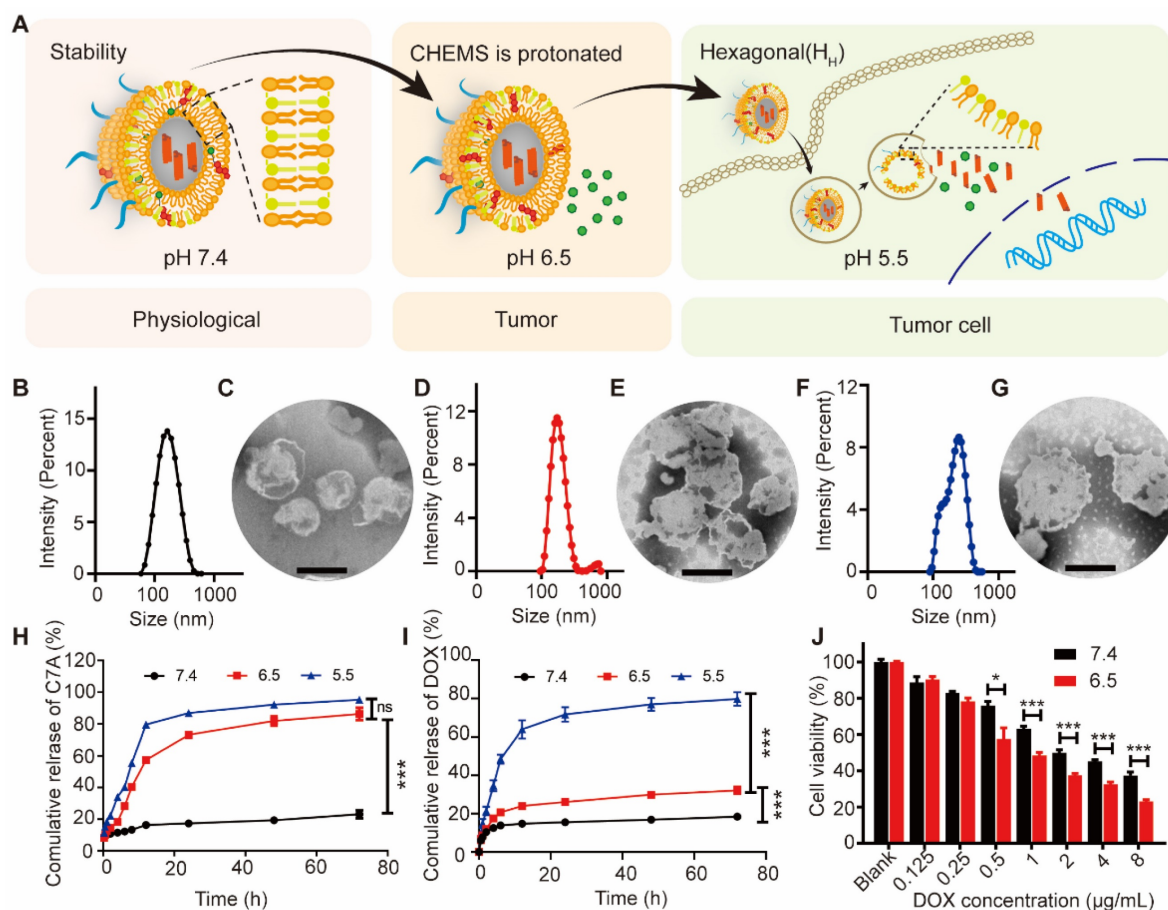 A
Stability
CHEMS is protonated
Hexagonal(H_H)
pH 7.4
pH 6.5
pH 5.5
Physiological
Tumor
Tumor cell
B
Intensity (Percent)
15
10
5
0
0
100
1000
Size (nm)
C
D
Intensity (Percent)
12
8
4
0
0
100
1000
Size (nm)
E
F
Intensity (Percent)
12
8
4
0
0
100
1000
Size (nm)
G
H
Comulative relrase of C7A (%)
120
100
80
60
40
20
0
7.4
6.5
5.5
ns
***
0
20
40
60
80
Time (h)
I
Comulative relrase of DOX (%)
100
80
60
40
20
0
7.4
6.5
5.5
***
***
0
20
40
60
80
Time (h)
J
Cell viability (%)
120
100
80
60
40
20
0
7.4
6.5
*
***
***
***
***
Blank
0.125
0.25
0.5
1
2
4
8
DOX concentration (µg/mL)